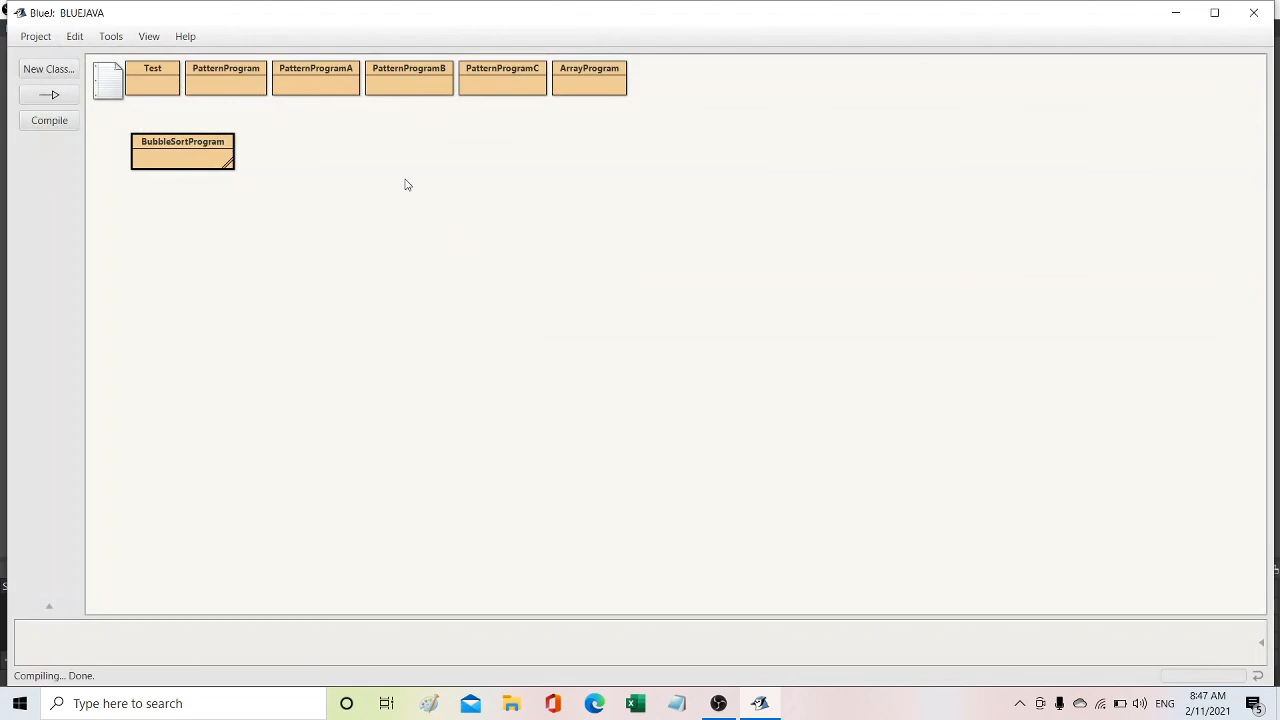 BlueJ: BLUEJAVA
Project Edit Tools View Help
New Class...
Compile
Test PatternProgram PatternProgramA PatternProgramB PatternProgramC ArrayProgram
BubbleSortProgram
Compiling... Done.
Type here to search
ENG
8:47 AM
2/11/2021
5